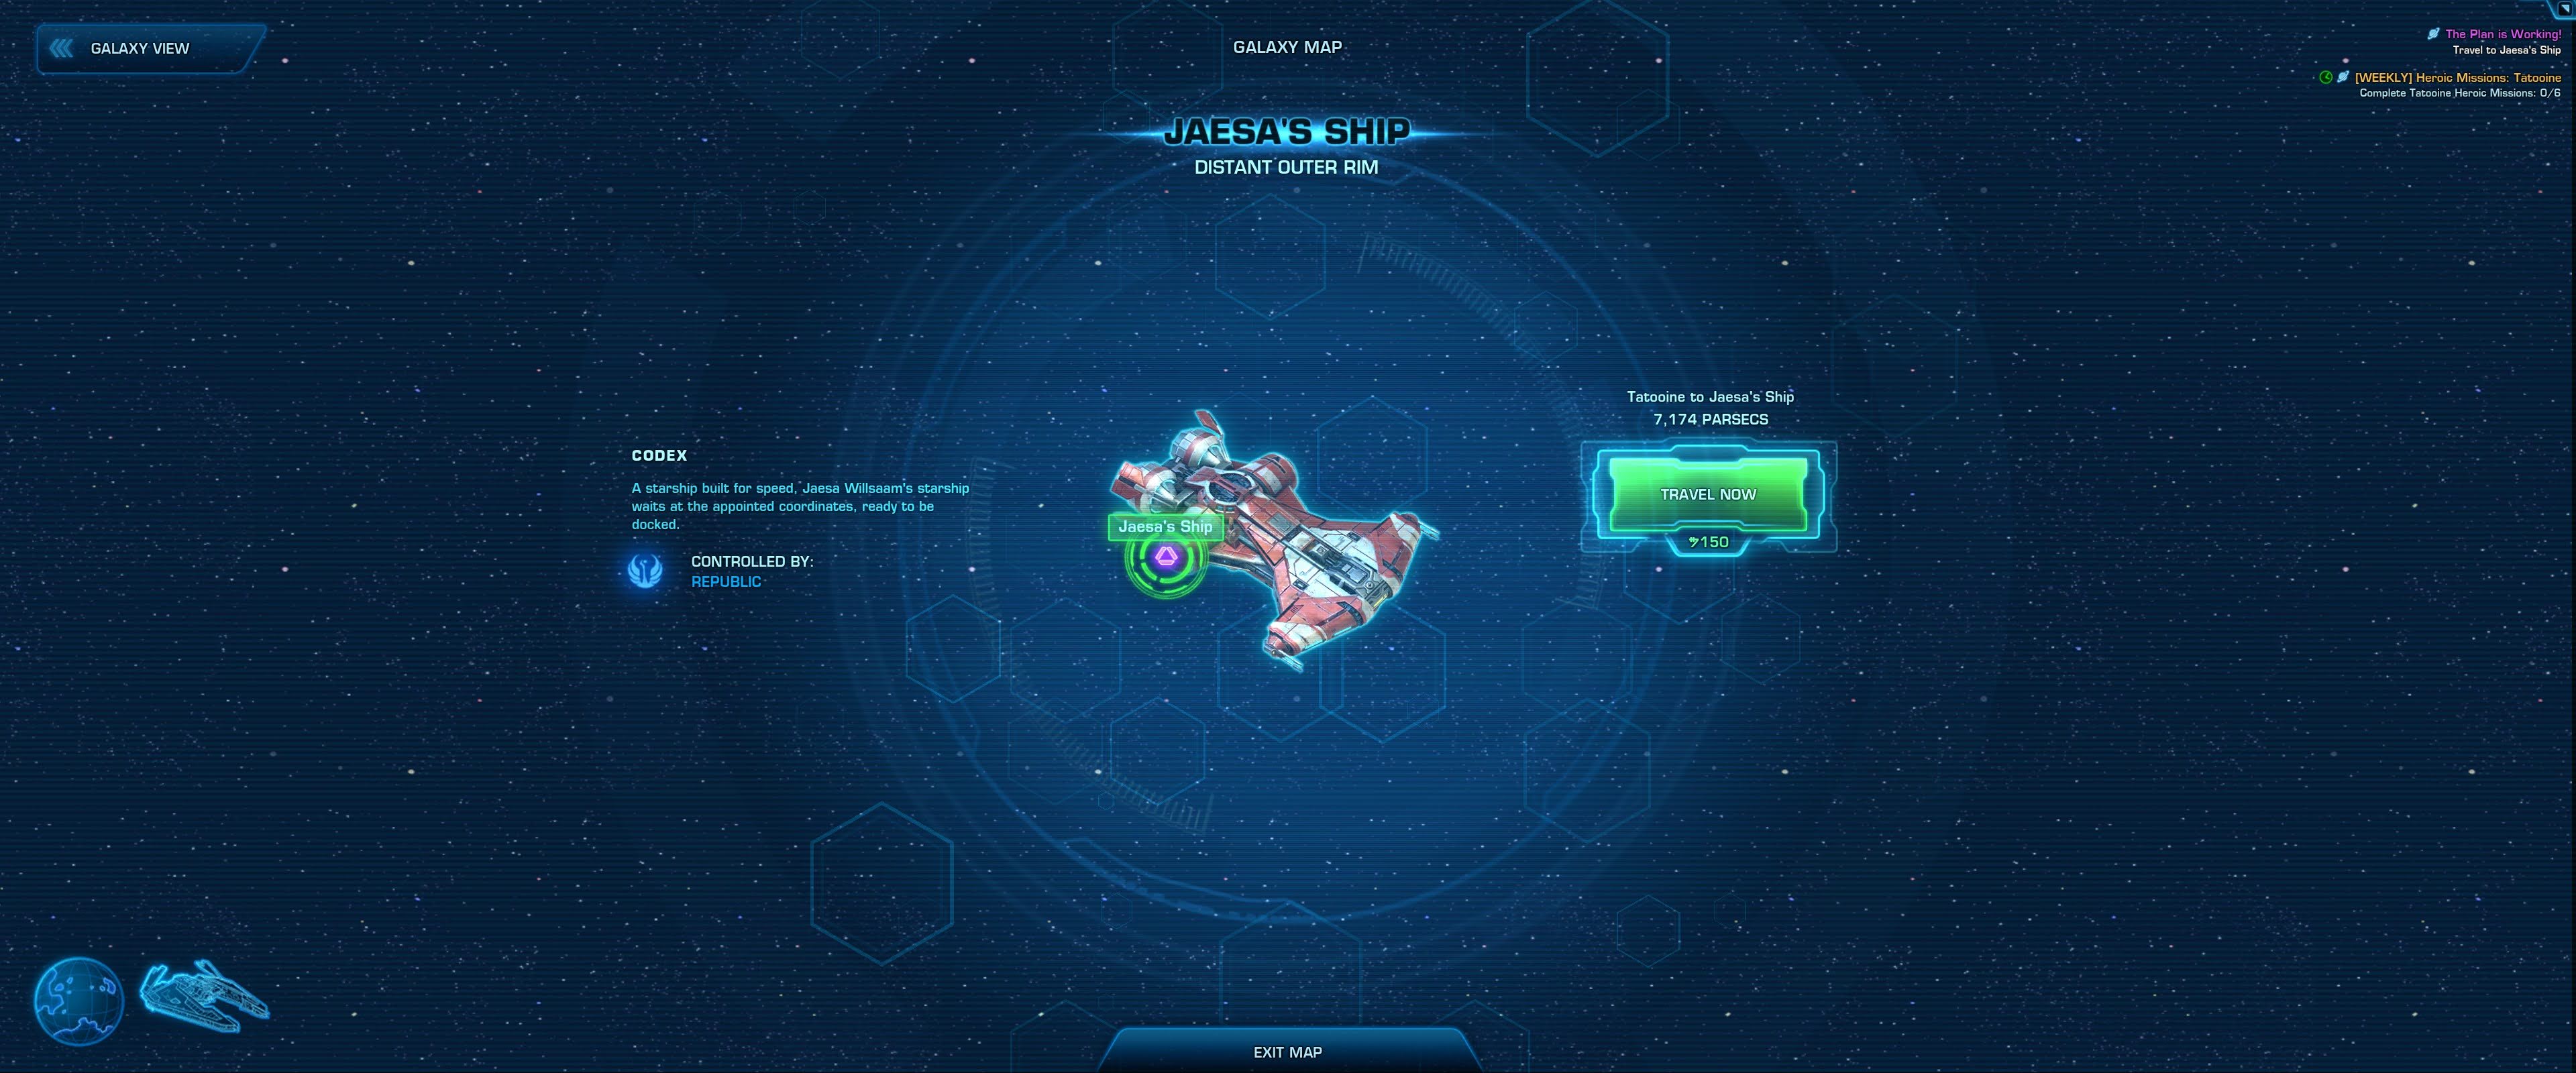 GALAXY VIEW
GALAXY MAP
The Plan is Working!
Travel to Jaesa's Ship
[WEEKLY] Heroic Missions: Tatooine
Complete Tatooine Heroic Missions: 0/6
JAESA'S SHIP
DISTANT OUTER RIM
CODEX
A starship built for speed, Jaesa Willsaam's starship
waits at the appointed coordinates, ready to be
docked.
CONTROLLED BY:
REPUBLIC
Jaesa's Ship
Tatooine to Jaesa's Ship
7,174 PARSECS
TRAVEL NOW
150
EXIT MAP